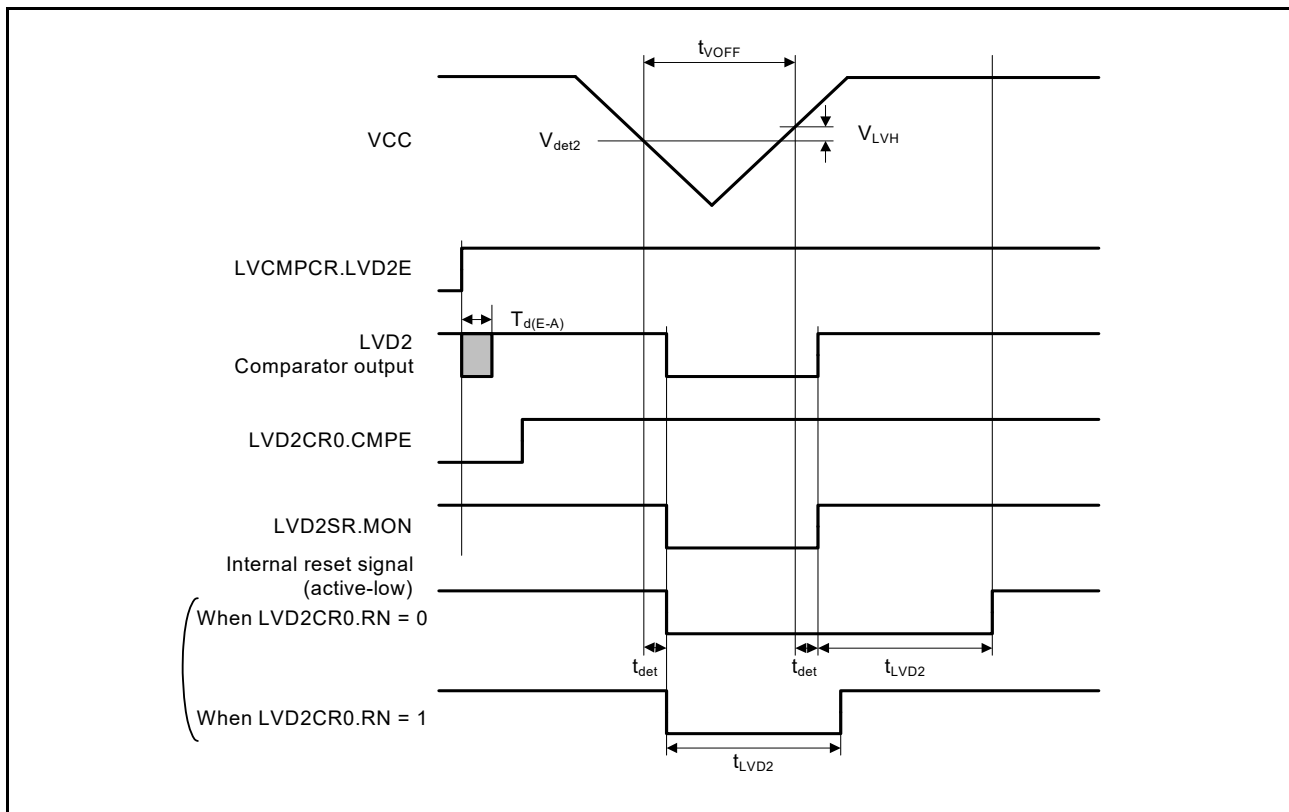 tVOFF
VCC
Vdet2
VLVH
LVCMPCR.LVD2E
Td(E-A)
LVD2
Comparator output
LVD2CR0.CMPE
LVD2SR.MON
Internal reset signal
(active-low)
When LVD2CR0.RN = 0
tdet
tdet
tLVD2
When LVD2CR0.RN = 1
tLVD2